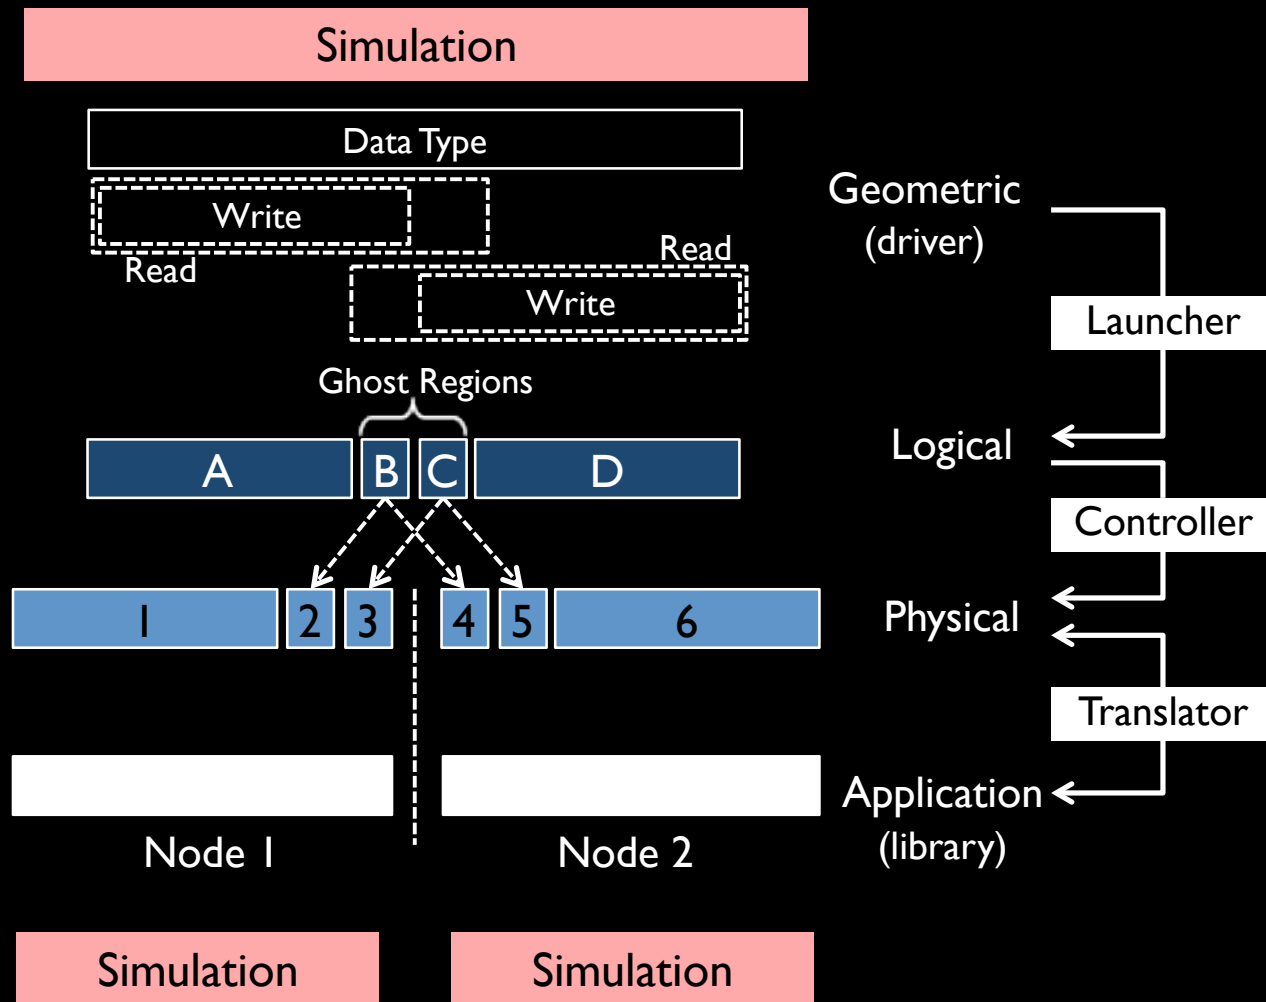 Simulation
Data Type
Write
Read
Read
Write
Geometric
(driver)
Launcher
Ghost Regions
A
B
C
D
Logical
Controller
1
2
3
4
5
6
Physical
Translator
Application
(library)
Node 1
Node 2
Simulation
Simulation